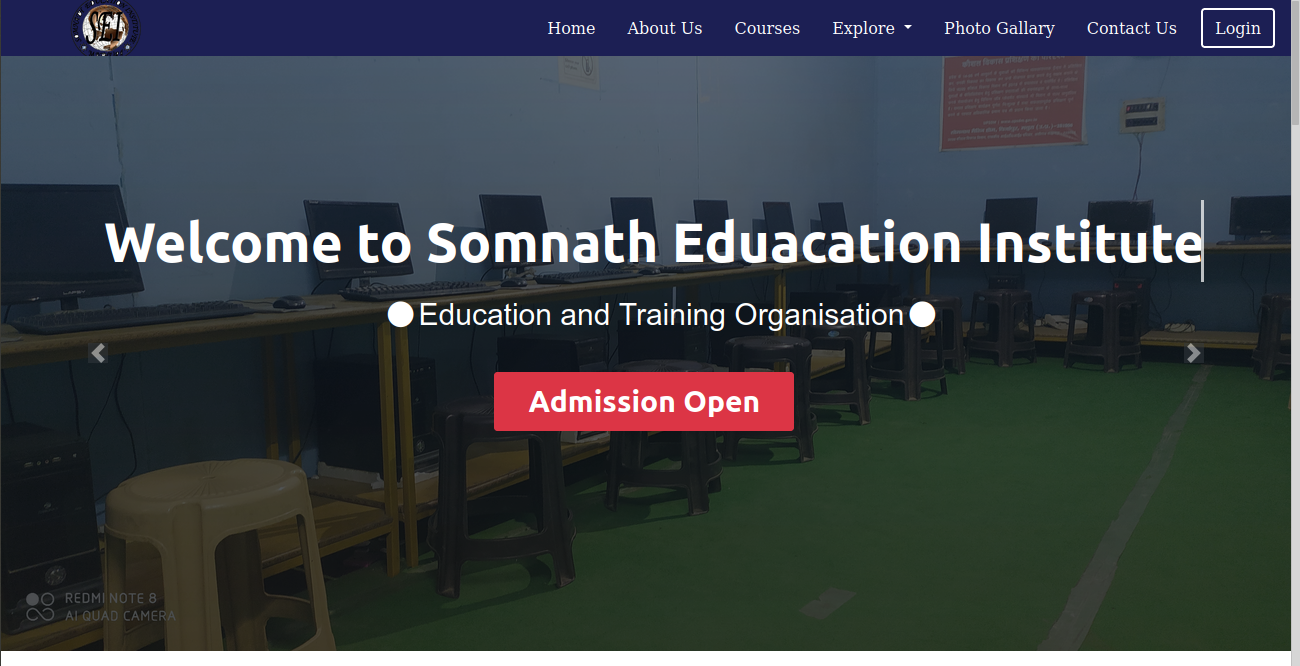 SEI
Home
About Us
Courses
Explore
Photo Gallary
Contact Us
Login
Welcome to Somnath Eduacation Institute
Education and Training Organisation
Admission Open
REDMI NOTE 8
AI QUAD CAMERA